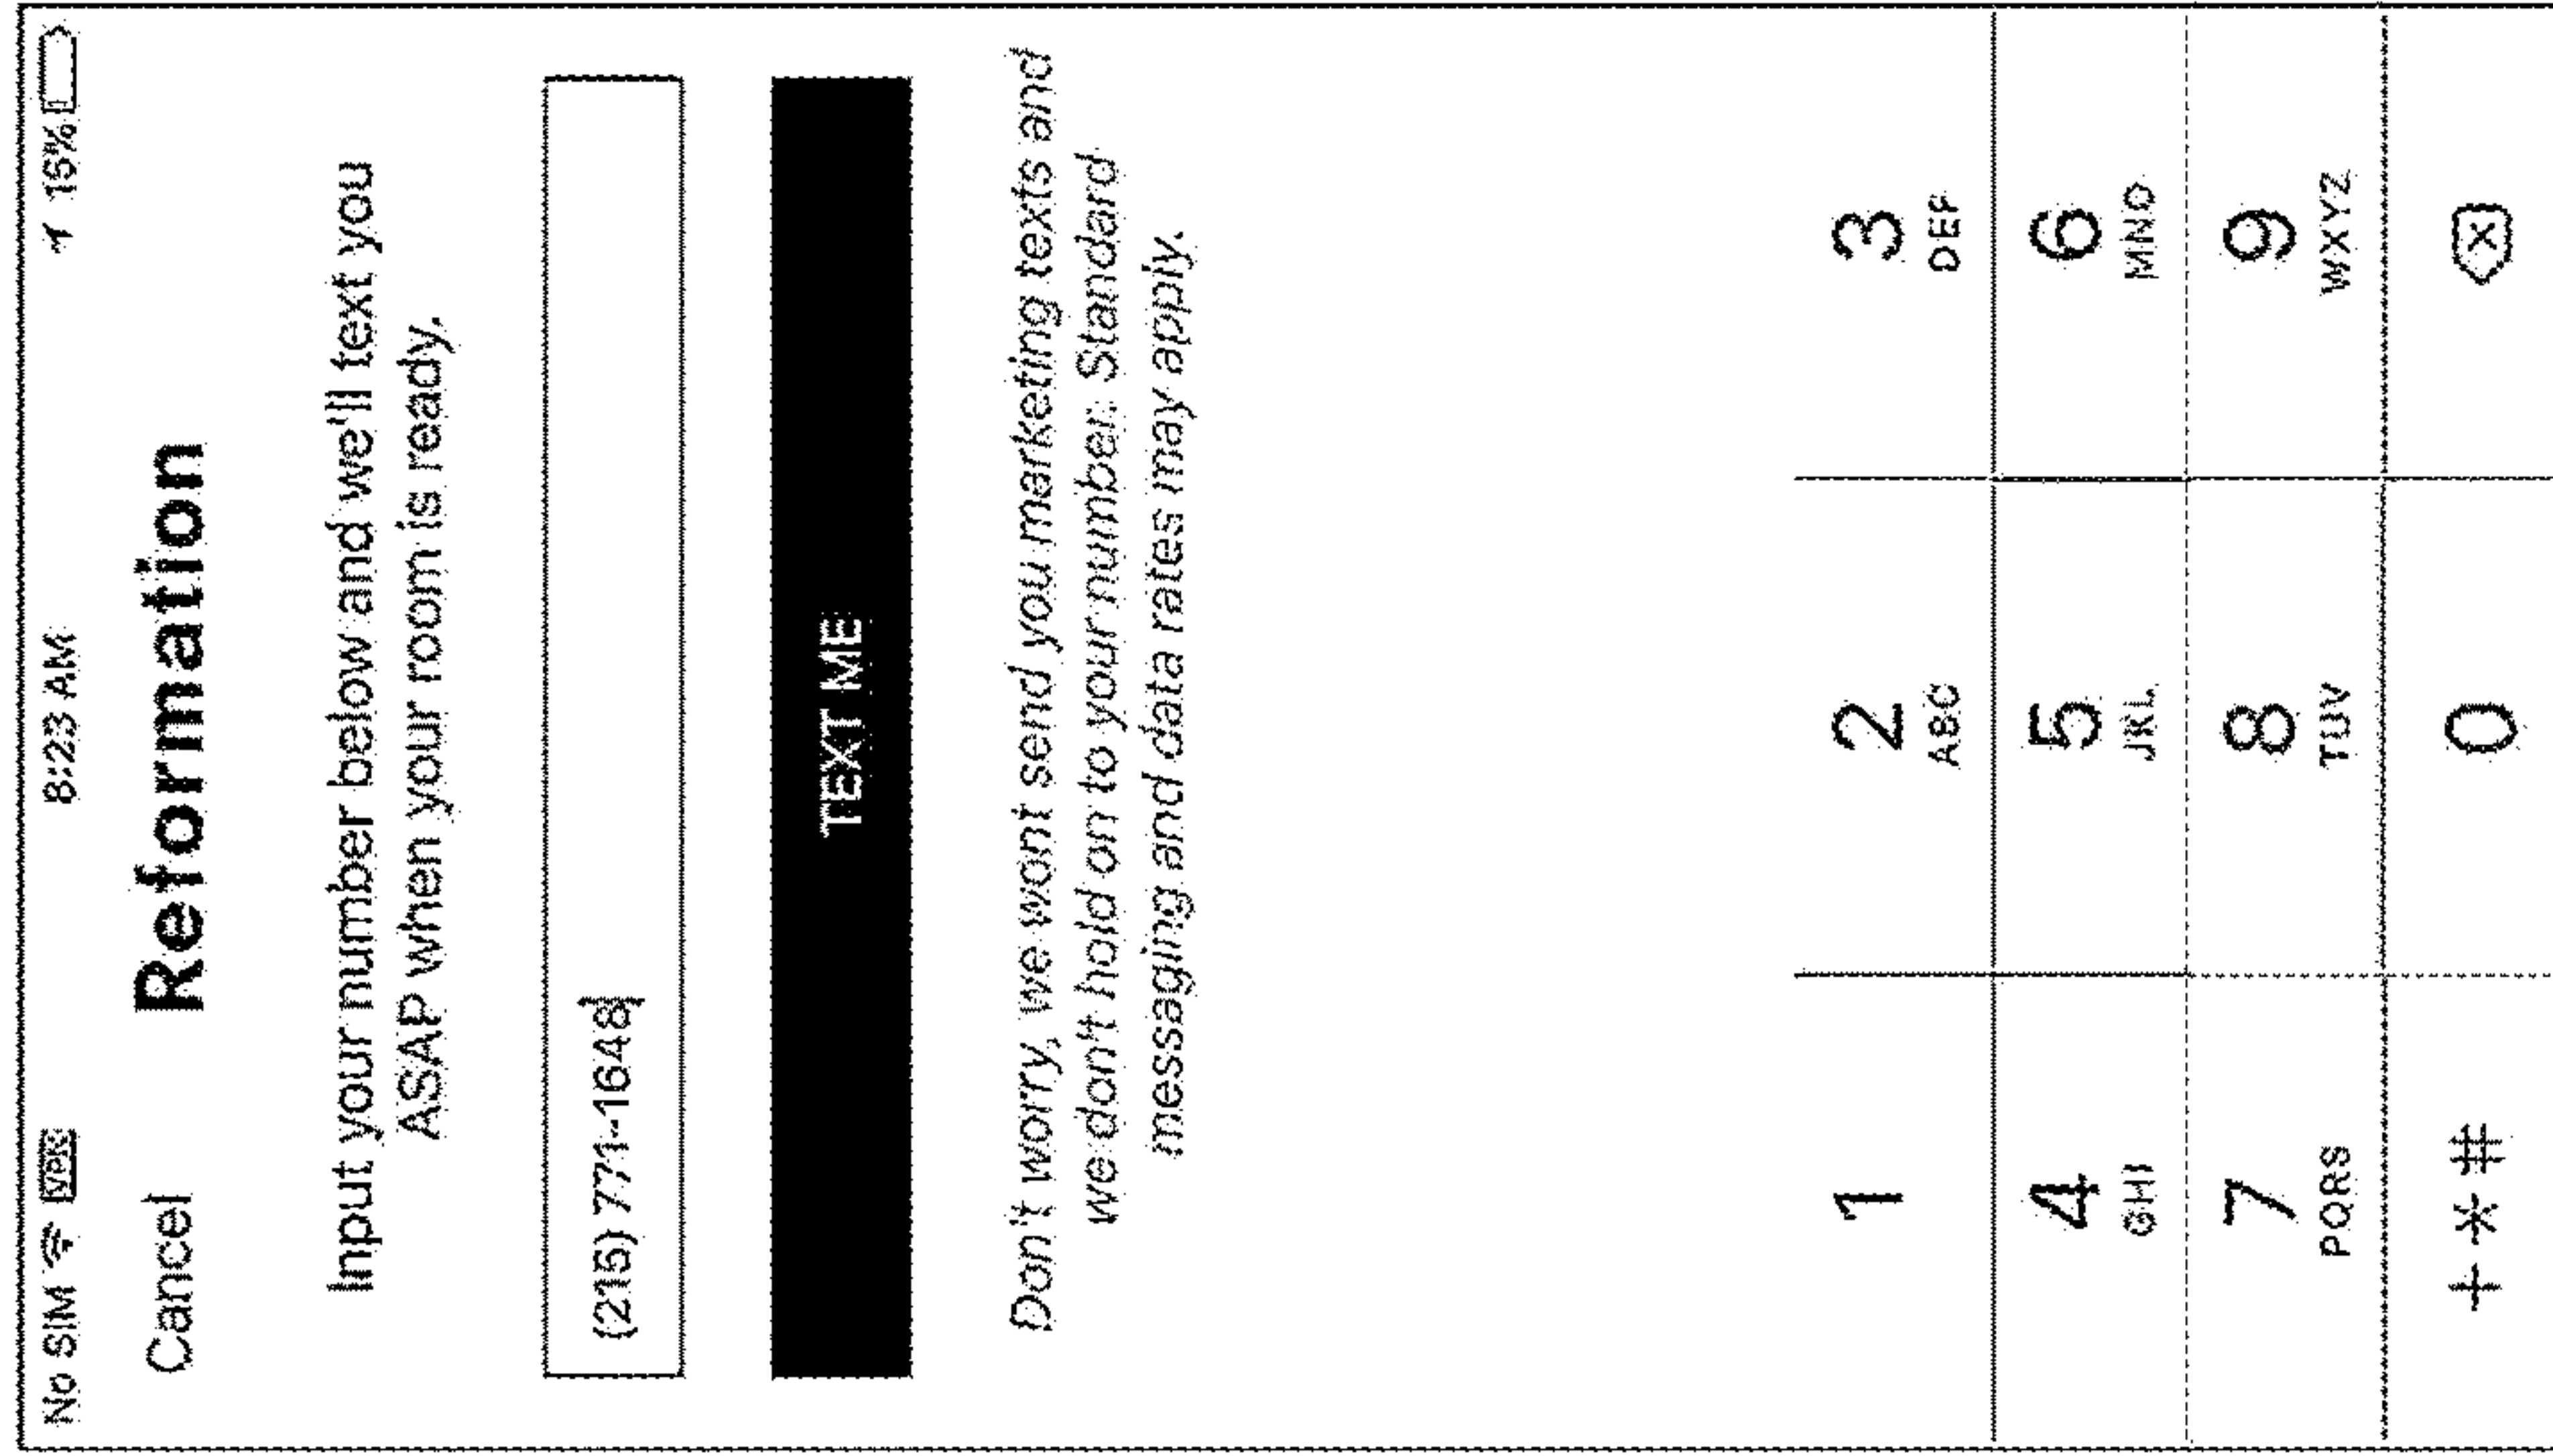 No SIM VPN 8:23 AM 15%
Cancel Reformation
Input your number below and we'll text you
ASAP when your room is ready.
(215) 771-1648
TEXT ME
Don't worry, we wont send you marketing texts and
we don't hold on to your number. Standard
messaging and data rates may apply.
1 2 3
ABC DEF
4 5 6
GHI JKL MNO
7 8 9
PQRS TUV WXYZ
+*# 0